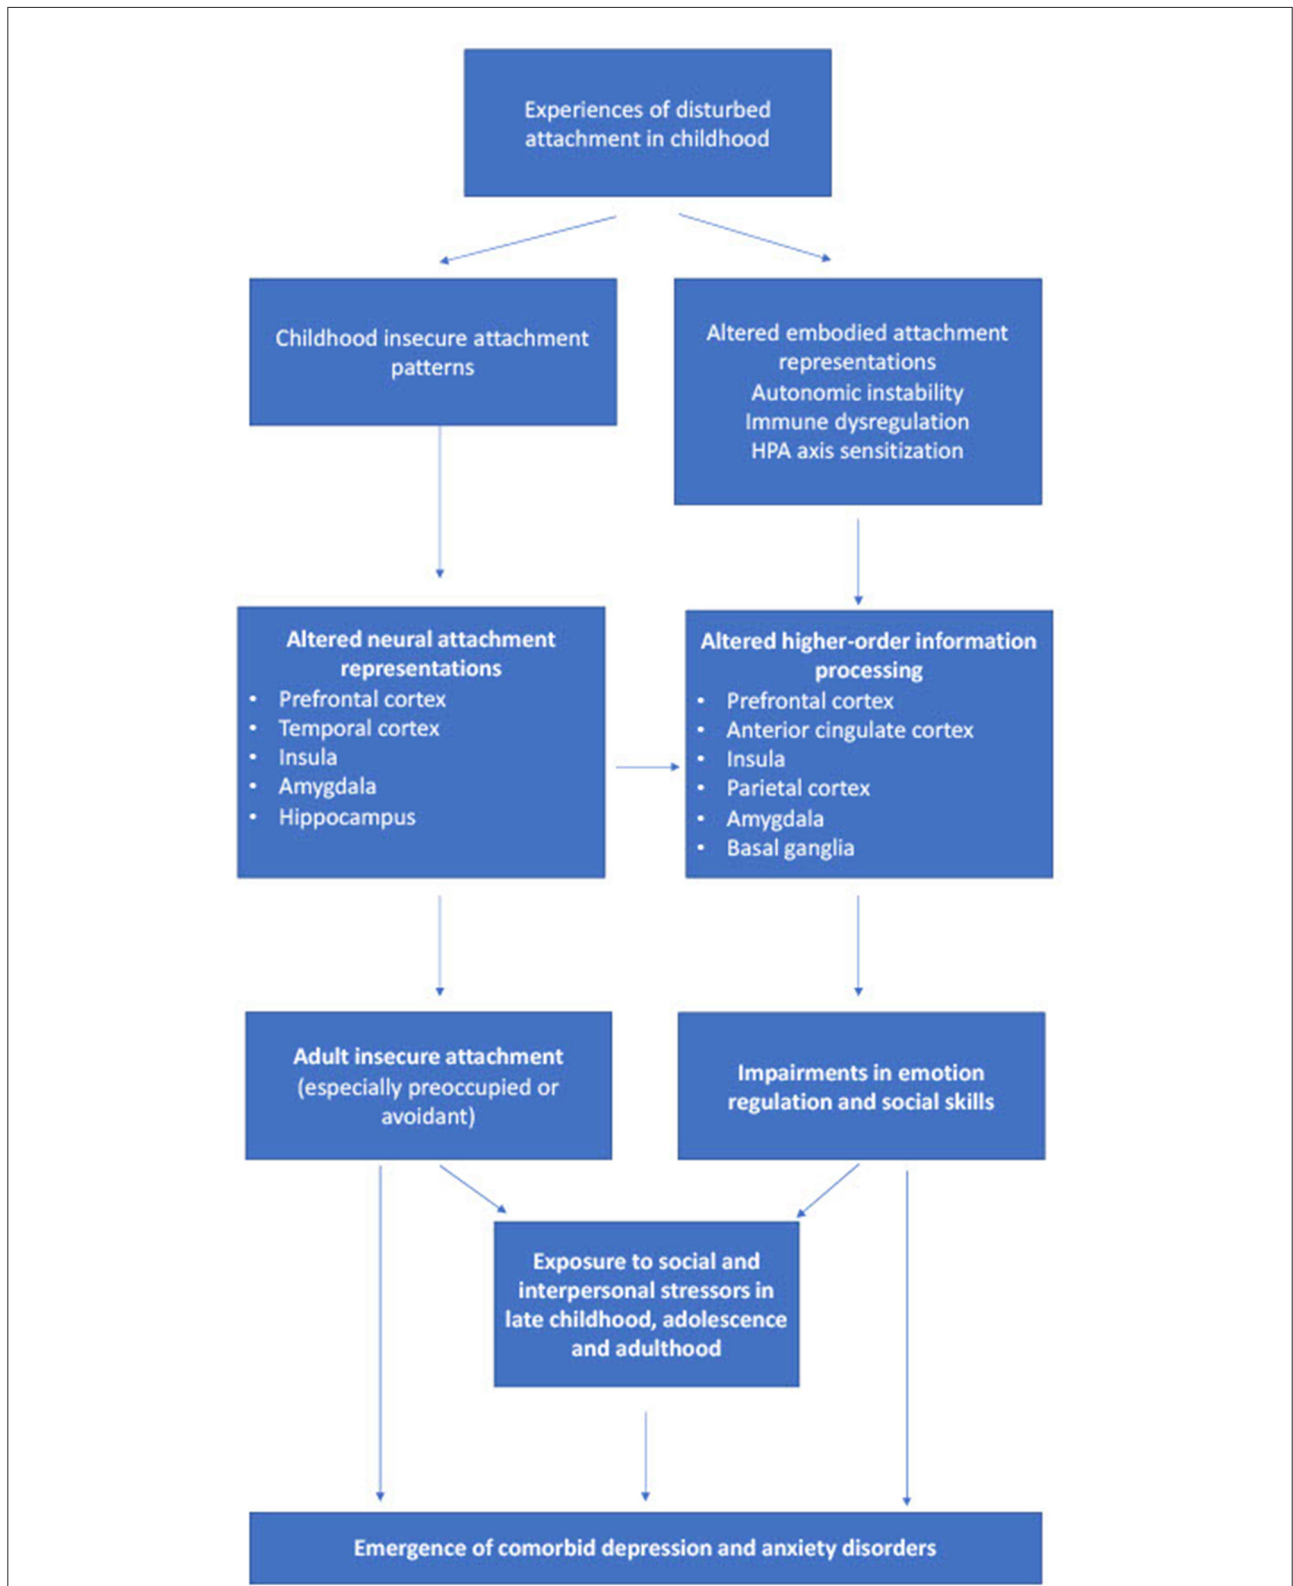 Experiences of disturbed
attachment in childhood
Childhood insecure attachment
patterns
Altered embodied attachment
representations
Autonomic instability
Immune dysregulation
HPA axis sensitization
Altered neural attachment
representations
• Prefrontal cortex
• Temporal cortex
• Insula
• Amygdala
• Hippocampus
Altered higher-order information
processing
• Prefrontal cortex
• Anterior cingulate cortex
• Insula
• Parietal cortex
• Amygdala
• Basal ganglia
Adult insecure attachment
(especially preoccupied or
avoidant)
Impairments in emotion
regulation and social skills
Exposure to social and
interpersonal stressors in
late childhood, adolescence
and adulthood
Emergence of comorbid depression and anxiety disorders